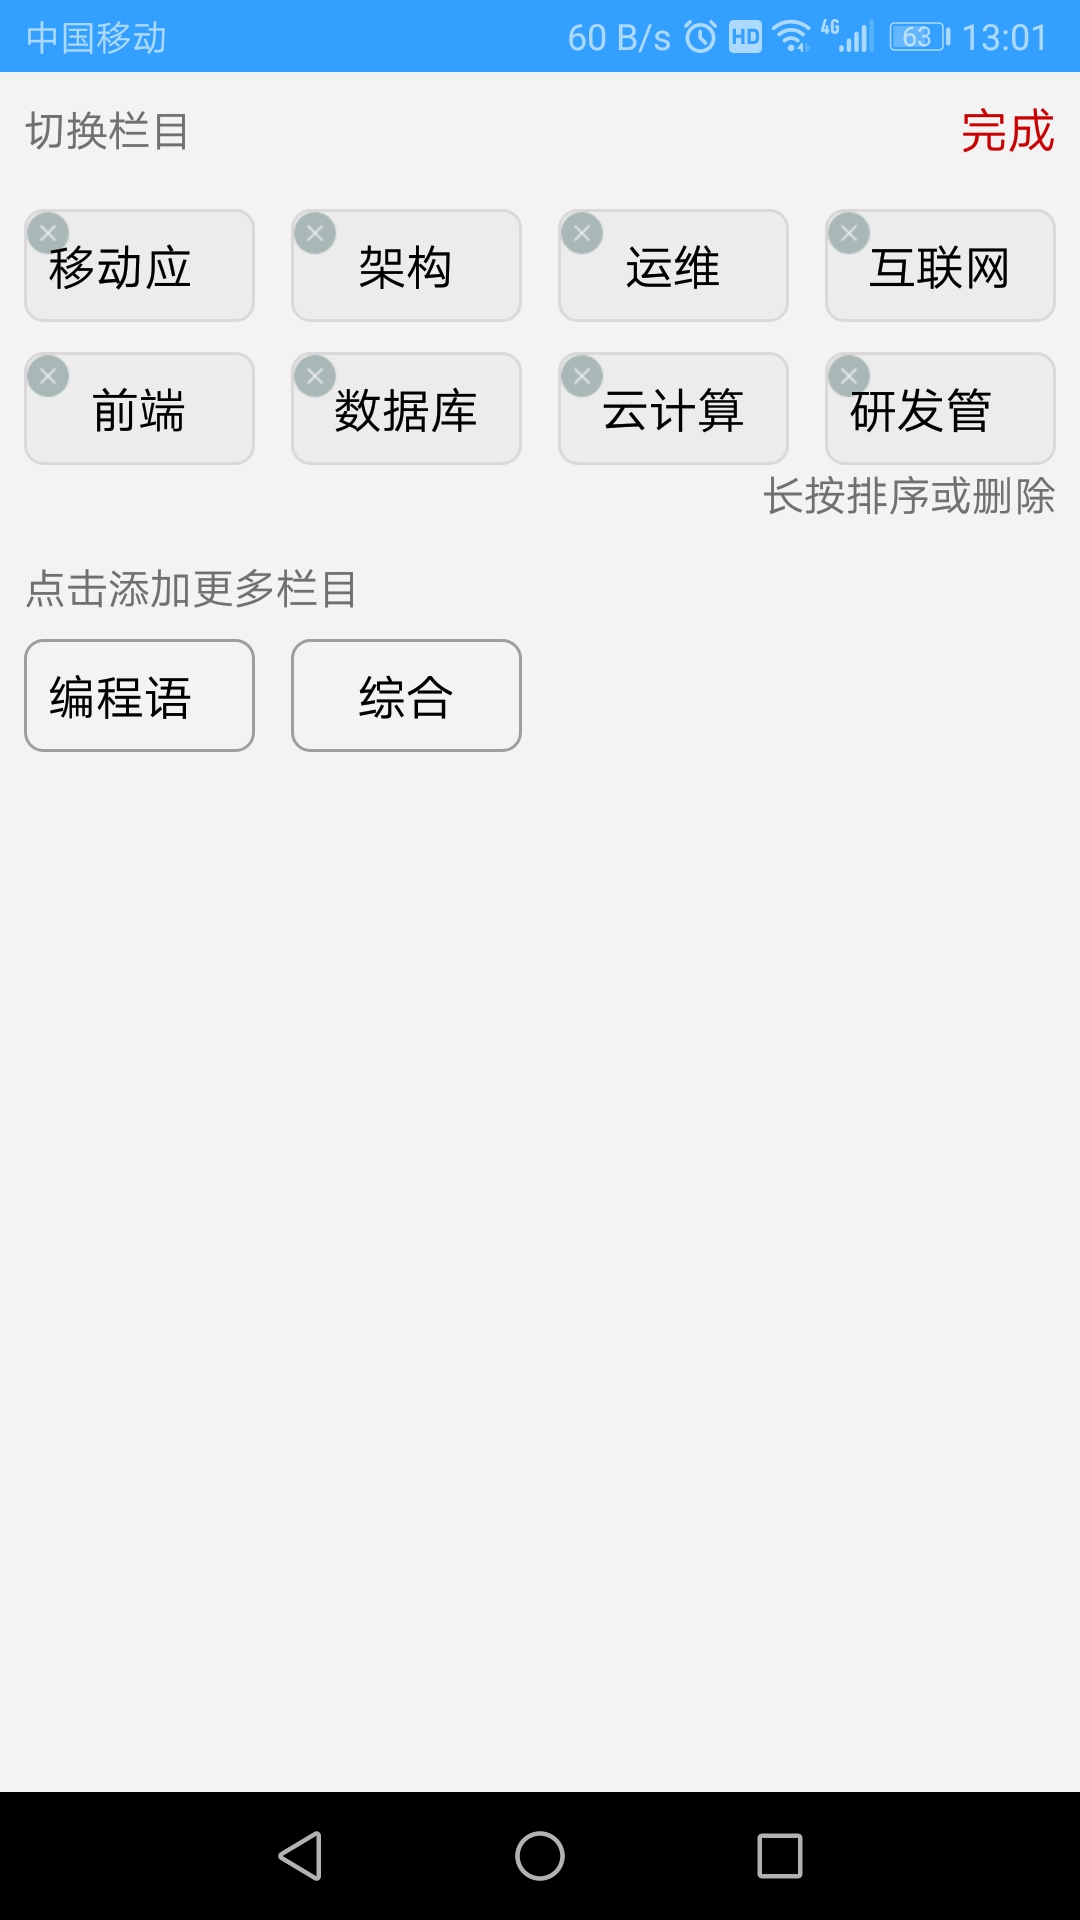 中国移动 60 B/s HD 4G 63 13:01
切换栏目 完成
移动应 架构 运维 互联网
前端 数据库 云计算 研发管
长按排序或删除
点击添加更多栏目
编程语 综合